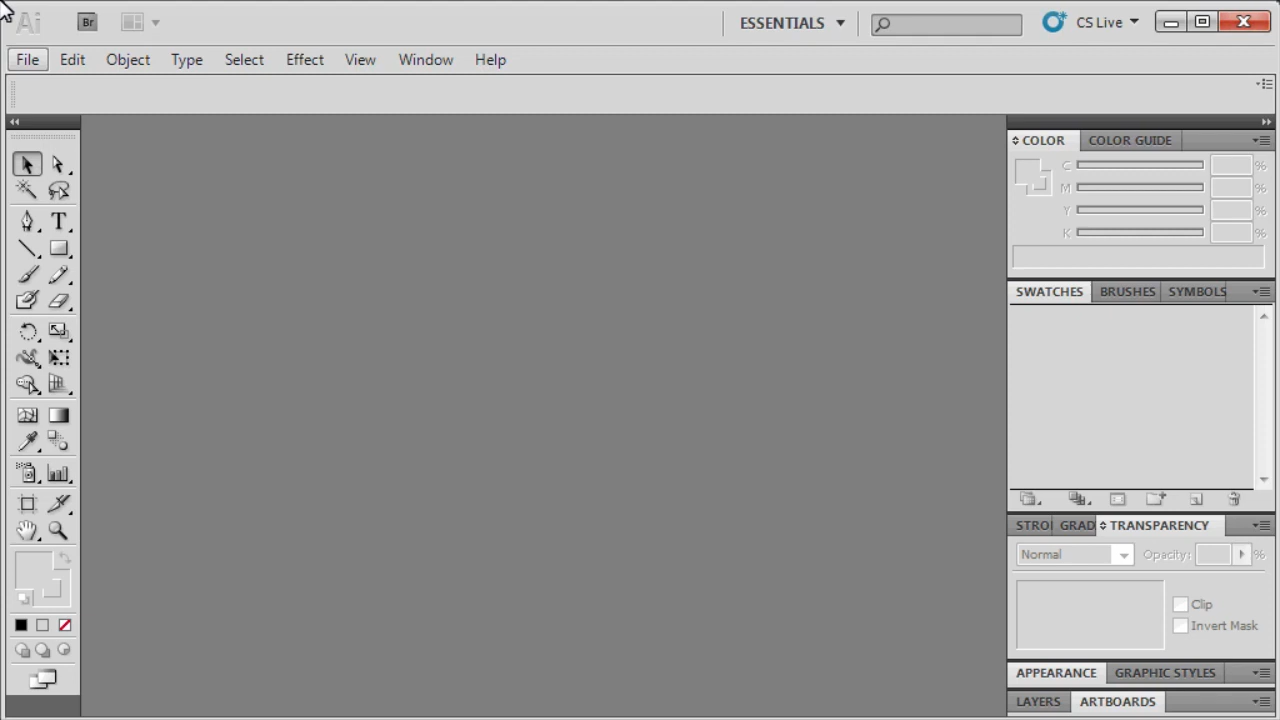 Ai Br ESSENTIALS CS Live
File Edit Object Type Select Effect View Window Help
COLOR COLOR GUIDE
C %
M %
Y %
K %
SWATCHES BRUSHES SYMBOLS
T
STRO GRAD TRANSPARENCY
Normal Opacity: %
Clip
Invert Mask
APPEARANCE GRAPHIC STYLES
LAYERS ARTBOARDS